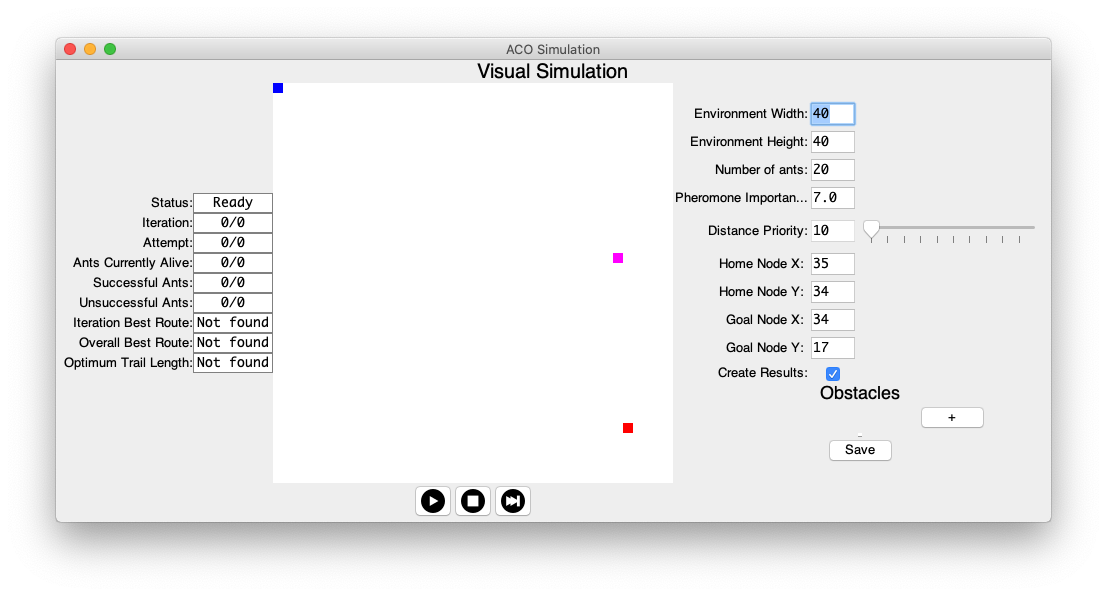 ACO Simulation
Visual Simulation
Status: Ready
Iteration: 0/0
Attempt: 0/0
Ants Currently Alive: 0/0
Successful Ants: 0/0
Unsuccessful Ants: 0/0
Iteration Best Route: Not found
Overall Best Route: Not found
Optimum Trail Length: Not found
Environment Width: 40
Environment Height: 40
Number of ants: 20
Pheromone Importan... 7.0
Distance Priority: 10
Home Node X: 35
Home Node Y: 34
Goal Node X: 34
Goal Node Y: 17
Create Results:
Obstacles
+
Save